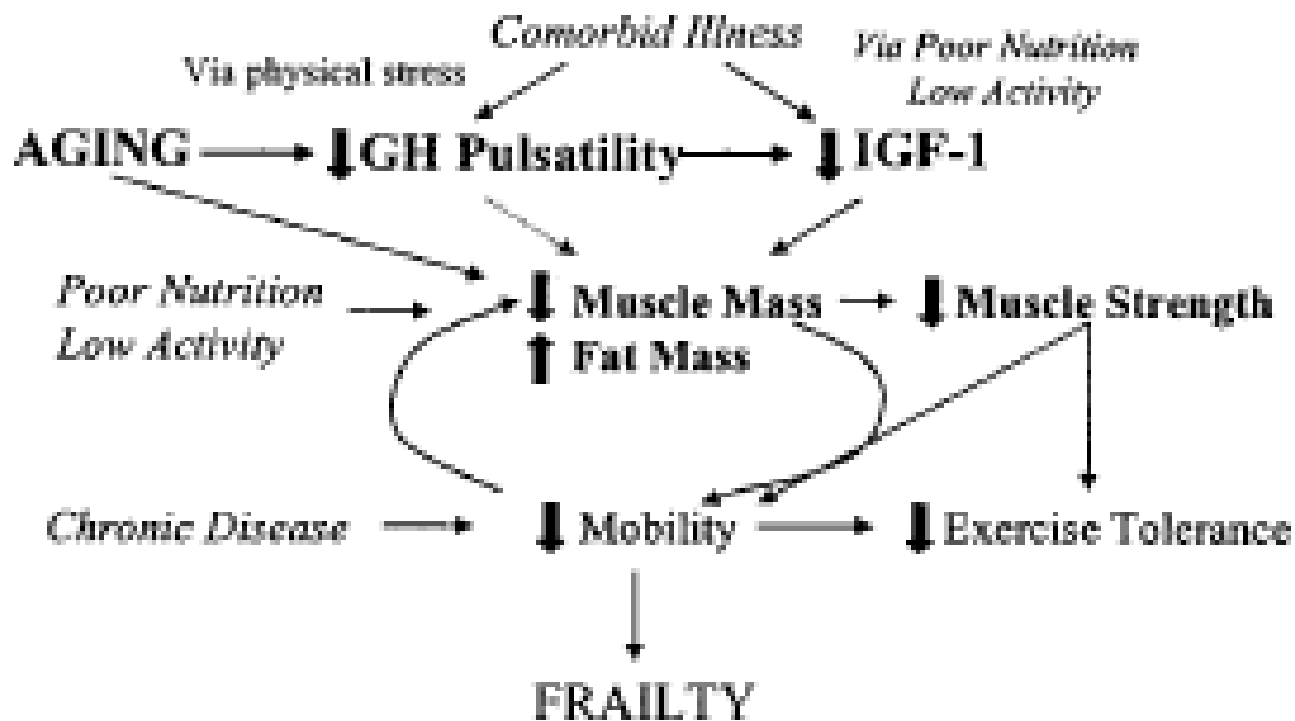 Comorbid Illness
Via Poor Nutrition
Low Activity
Via physical stress
AGING
GH Pulsatility
IGF-1
Poor Nutrition
Low Activity
Muscle Mass
Fat Mass
Muscle Strength
Chronic Disease
Mobility
Exercise Tolerance
FRAILTY